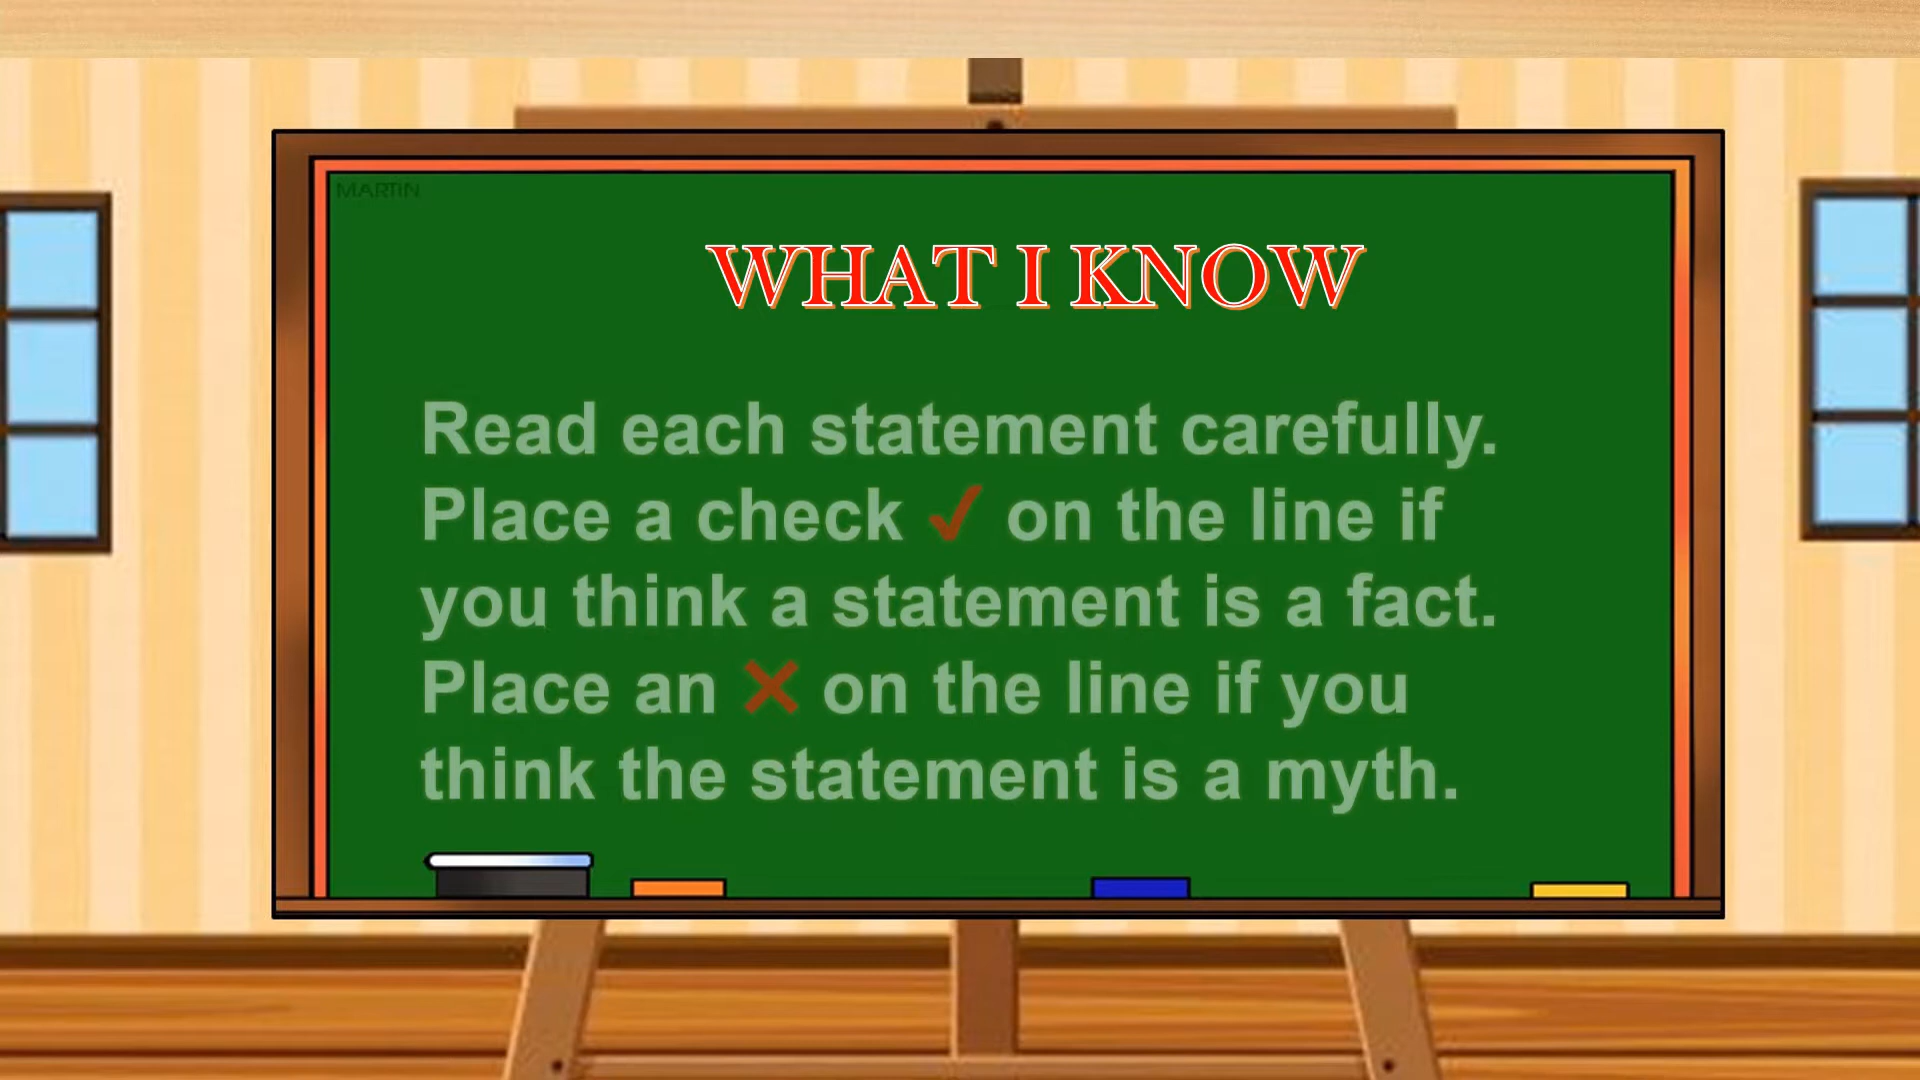 MARTIN
WHAT I KNOW
Read each statement carefully.
Place a check ✓ on the line if
you think a statement is a fact.
Place an ✕ on the line if you
think the statement is a myth.